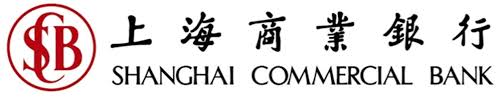 SCB
上海商業銀行
SHANGHAI COMMERCIAL BANK